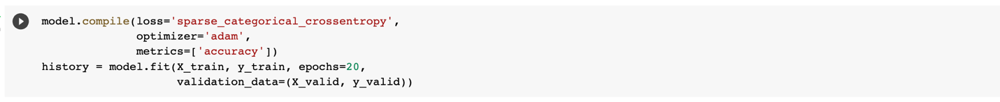 model.compile(loss='sparse_categorical_crossentropy',
              optimizer='adam',
              metrics=['accuracy'])
history = model.fit(X_train, y_train, epochs=20,
                    validation_data=(X_valid, y_valid))